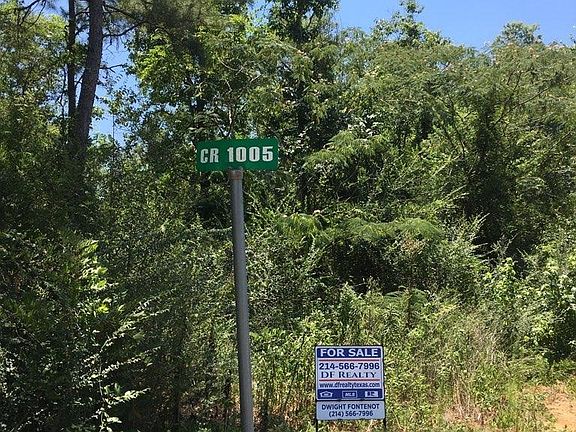 CR 1005
FOR SALE
214-566-7996
DF REALTY
www.dfrealtytexas.com
DWIGHT FONTENOT
(214) 566-7996